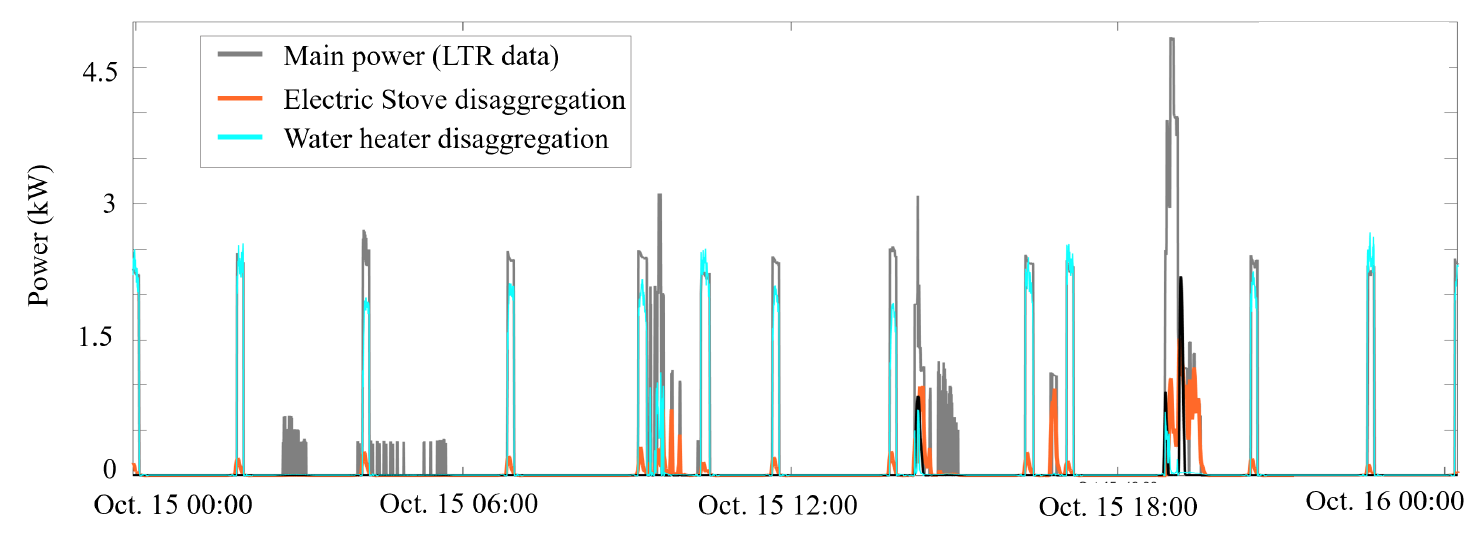 Main power (LTR data)
Electric Stove disaggregation
Water heater disaggregation
Power (kW)
4.5
3
1.5
0
Oct. 15 00:00
Oct. 15 06:00
Oct. 15 12:00
Oct. 15 18:00
Oct. 16 00:00